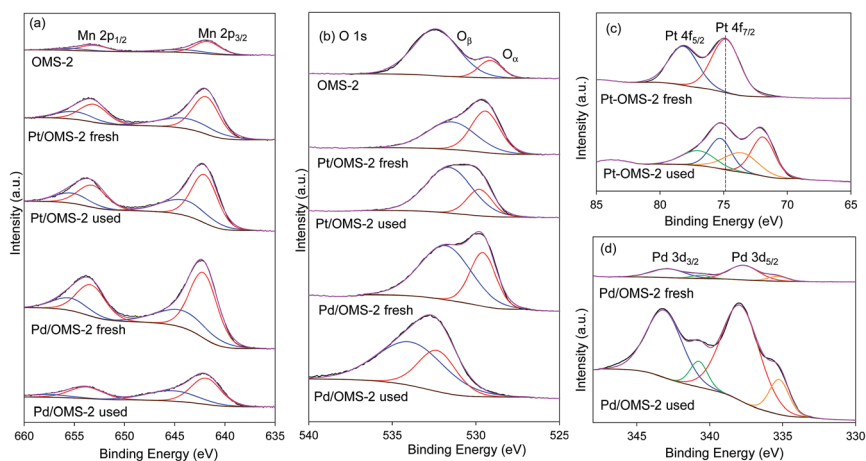 (a)
Mn 2p1/2
Mn 2p3/2
OMS-2
Pt/OMS-2 fresh
Pt/OMS-2 used
Pd/OMS-2 fresh
Pd/OMS-2 used
Intensity (a.u.)
660 655 650 645 640 635
Binding Energy (eV)
(b) O 1s
Oβ
Oα
OMS-2
Pt/OMS-2 fresh
Pt/OMS-2 used
Pd/OMS-2 fresh
Pd/OMS-2 used
Intensity (a.u.)
540 535 530 525
Binding Energy (eV)
(c)
Pt 4f5/2
Pt 4f7/2
Pt-OMS-2 fresh
Pt-OMS-2 used
Intensity (a.u.)
85 80 75 70 65
Binding Energy (eV)
(d)
Pd 3d3/2
Pd 3d5/2
Pd/OMS-2 fresh
Pd/OMS-2 used
Intensity (a.u.)
345 340 335 330
Binding Energy (eV)